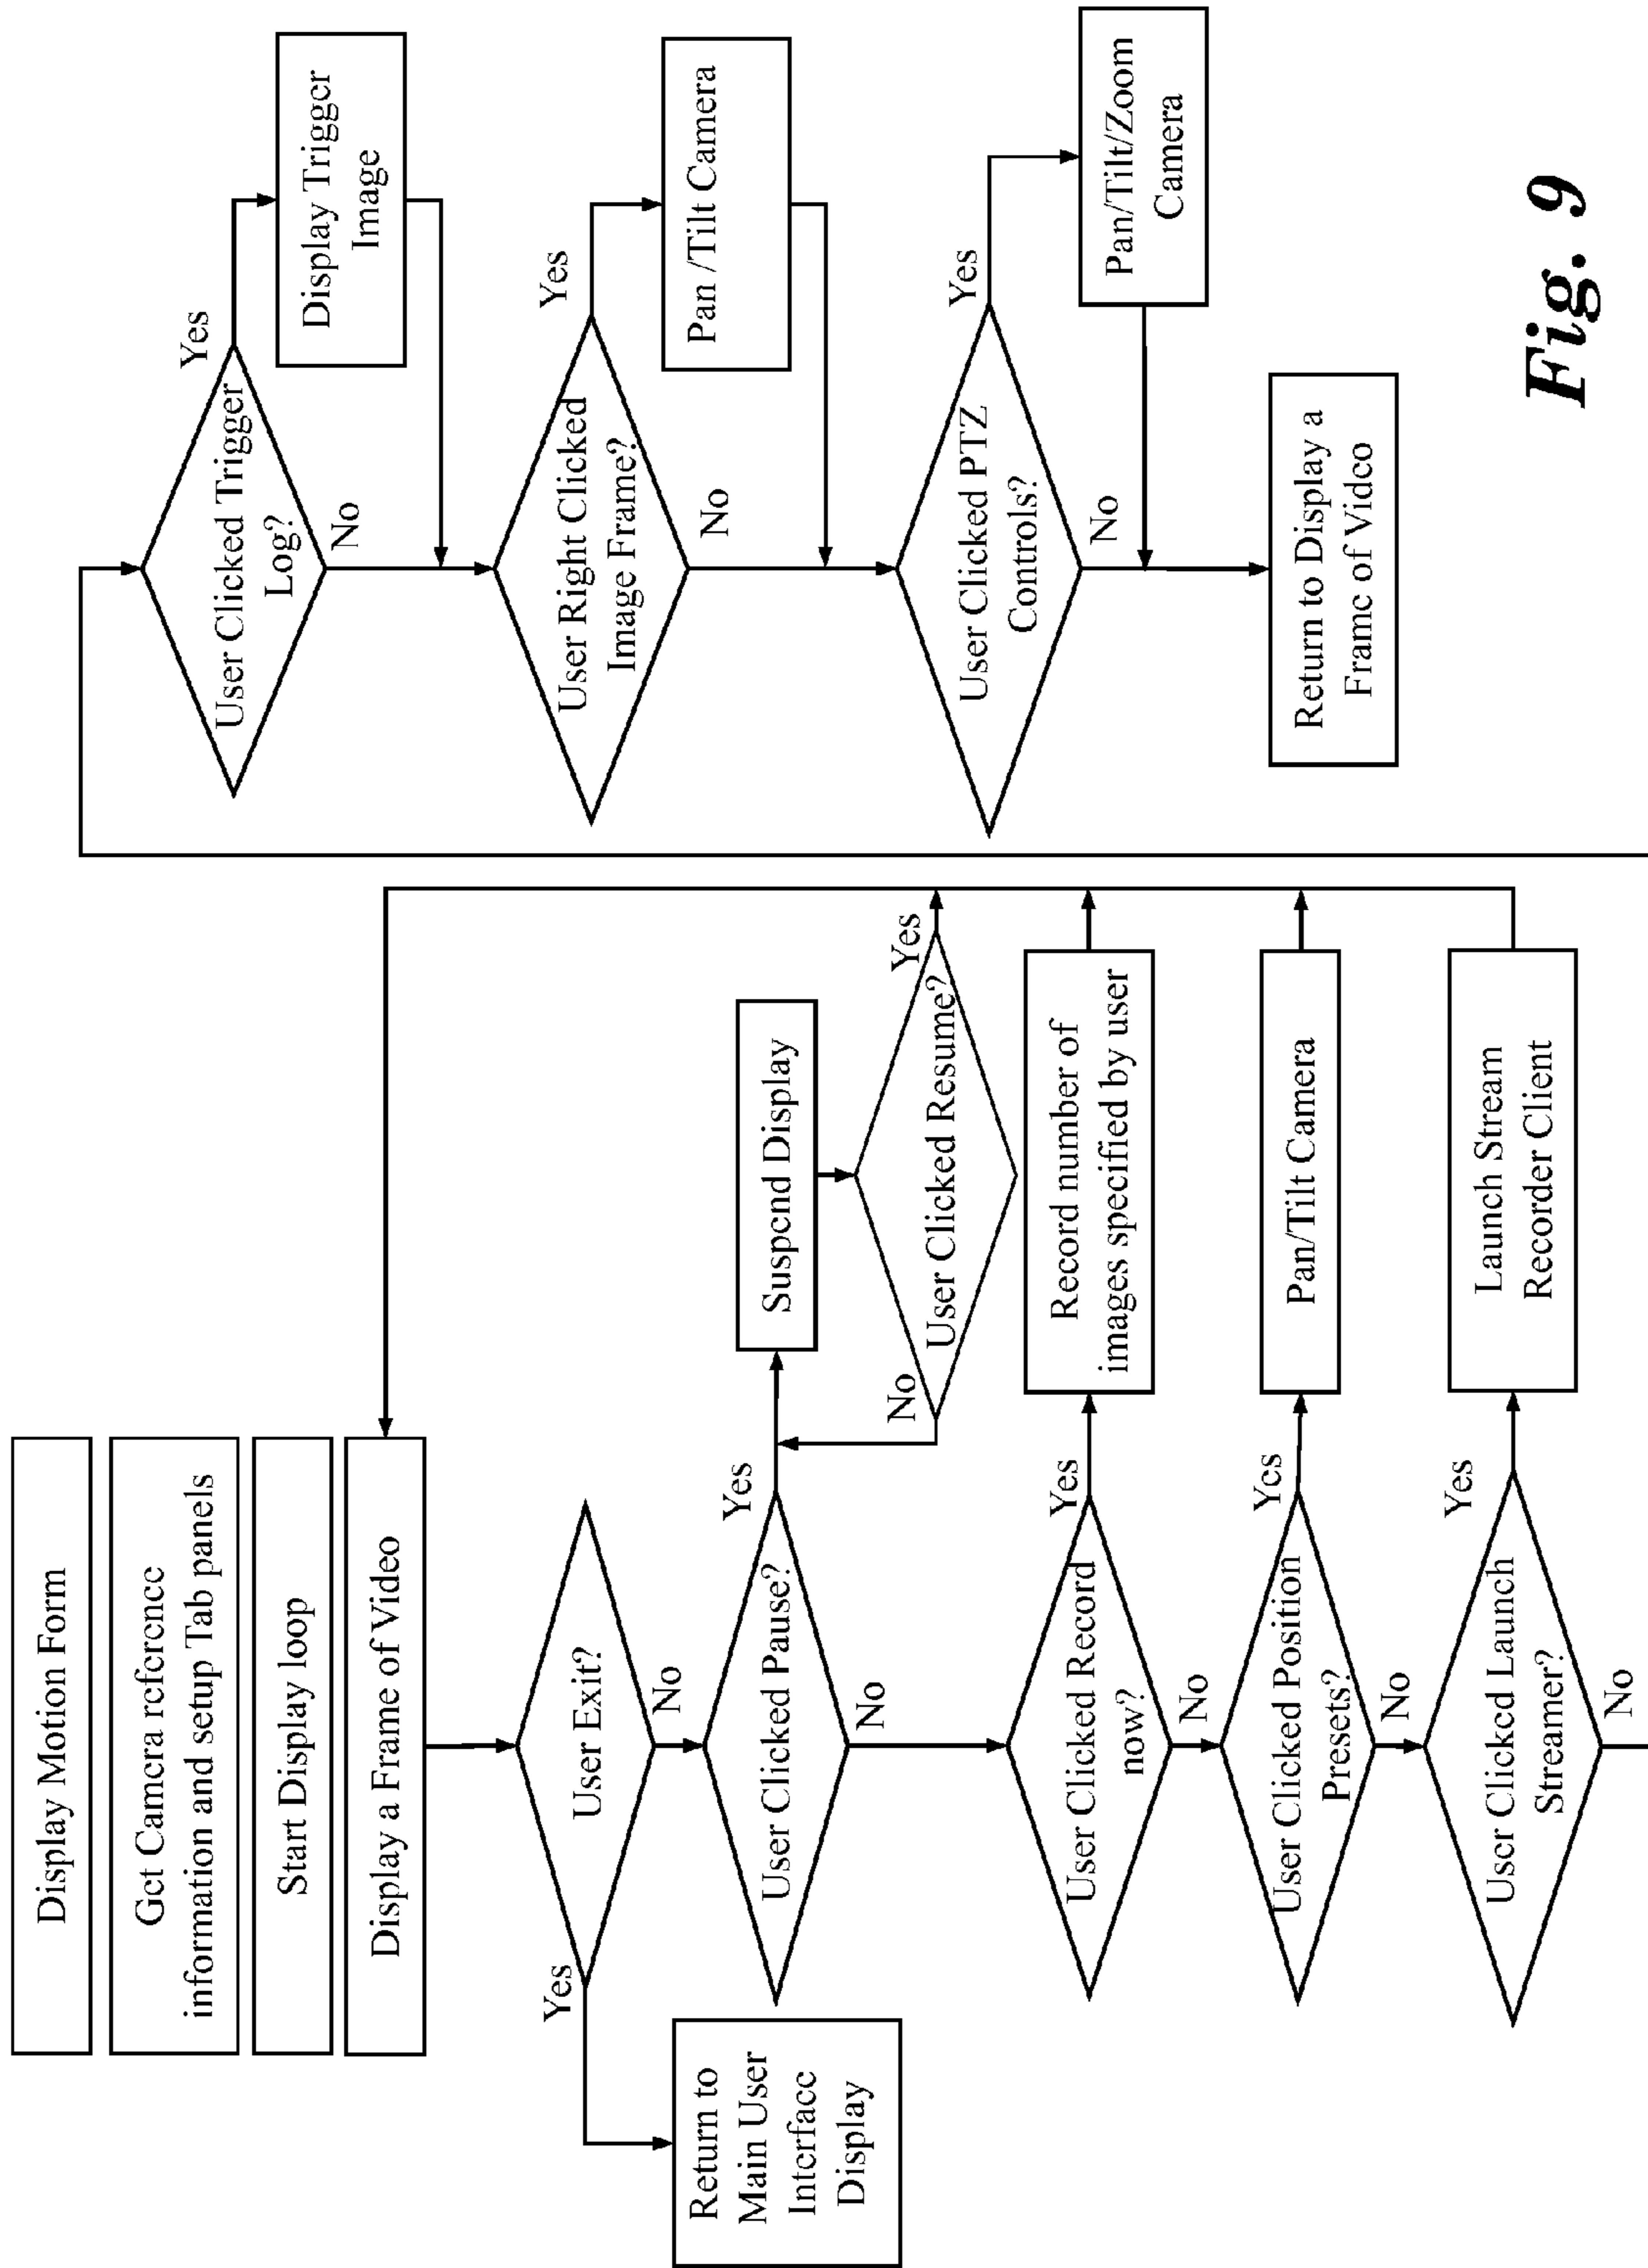 Display Motion Form
Get Camera reference
information and setup Tab panels
Start Display loop
Display a Frame of Video
User Exit?
Yes
No
Return to
Main User
Interface
Display
User Clicked Pause?
Yes
No
Suspend Display
User Clicked Resume?
Yes
No
User Clicked Record
now?
Yes
No
Record number of
images specified by user
User Clicked Position
Presets?
Yes
No
Pan/Tilt Camera
User Clicked Launch
Streamer?
Yes
No
Launch Stream
Recorder Client
User Clicked Trigger
Log?
Yes
No
Display Trigger
Image
User Right Clicked
Image Frame?
Yes
No
Pan /Tilt Camera
User Clicked PTZ
Controls?
Yes
No
Pan/Tilt/Zoom
Camera
Return to Display a
Frame of Video
Fig. 9